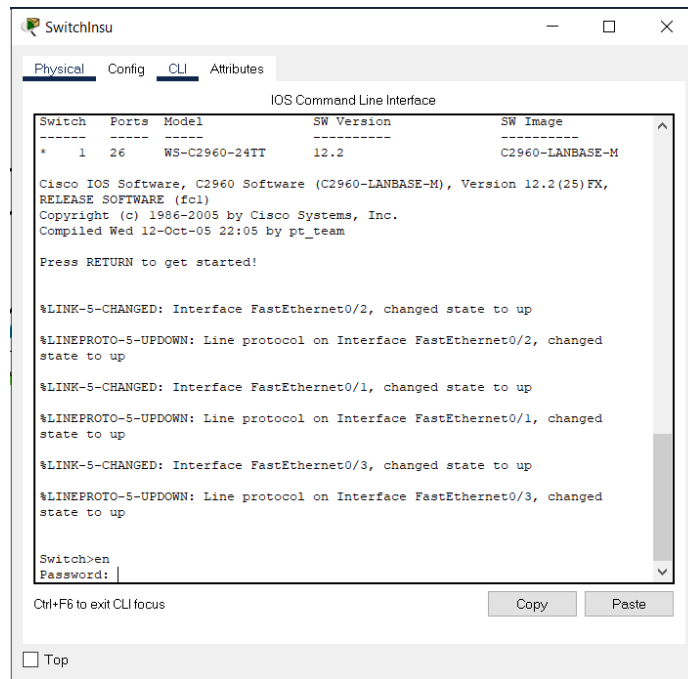 SwitchInsu
Physical Config CLI Attributes
IOS Command Line Interface
Switch Ports Model SW Version SW Image
------ ----- ----- ---------- ----------
* 1 26 WS-C2960-24TT 12.2 C2960-LANBASE-M
Cisco IOS Software, C2960 Software (C2960-LANBASE-M), Version 12.2(25)FX,
RELEASE SOFTWARE (fc1)
Copyright (c) 1986-2005 by Cisco Systems, Inc.
Compiled Wed 12-Oct-05 22:05 by pt_team
Press RETURN to get started!
%LINK-5-CHANGED: Interface FastEthernet0/2, changed state to up
%LINEPROTO-5-UPDOWN: Line protocol on Interface FastEthernet0/2, changed
state to up
%LINK-5-CHANGED: Interface FastEthernet0/1, changed state to up
%LINEPROTO-5-UPDOWN: Line protocol on Interface FastEthernet0/1, changed
state to up
%LINK-5-CHANGED: Interface FastEthernet0/3, changed state to up
%LINEPROTO-5-UPDOWN: Line protocol on Interface FastEthernet0/3, changed
state to up
Switch>en
Password:
Ctrl+F6 to exit CLI focus Copy Paste
Top